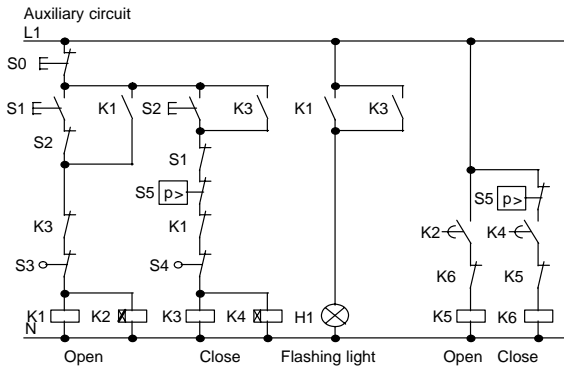 Auxiliary circuit
L1
S0
S1 K1 S2 K3 K1 K3
S2
S1
S5 p> S5 p>
K3 K1 K2 K4
S3 S4 K6 K5
K1 K2 K3 K4 H1 K5 K6
N
Open Close Flashing light Open Close